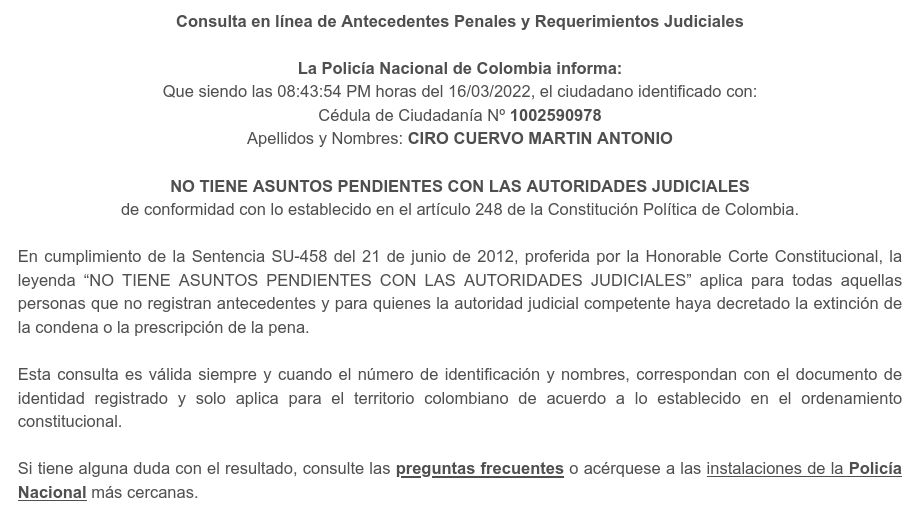 Consulta en línea de Antecedentes Penales y Requerimientos Judiciales
La Policía Nacional de Colombia informa:
Que siendo las 08:43:54 PM horas del 16/03/2022, el ciudadano identificado con:
Cédula de Ciudadanía Nº 1002590978
Apellidos y Nombres: CIRO CUERVO MARTIN ANTONIO
NO TIENE ASUNTOS PENDIENTES CON LAS AUTORIDADES JUDICIALES
de conformidad con lo establecido en el artículo 248 de la Constitución Política de Colombia.
En cumplimiento de la Sentencia SU-458 del 21 de junio de 2012, proferida por la Honorable Corte Constitucional, la
leyenda “NO TIENE ASUNTOS PENDIENTES CON LAS AUTORIDADES JUDICIALES” aplica para todas aquellas
personas que no registran antecedentes y para quienes la autoridad judicial competente haya decretado la extinción de
la condena o la prescripción de la pena.
Esta consulta es válida siempre y cuando el número de identificación y nombres, correspondan con el documento de
identidad registrado y solo aplica para el territorio colombiano de acuerdo a lo establecido en el ordenamiento
constitucional.
Si tiene alguna duda con el resultado, consulte las preguntas frecuentes o acérquese a las instalaciones de la Policía
Nacional más cercanas.